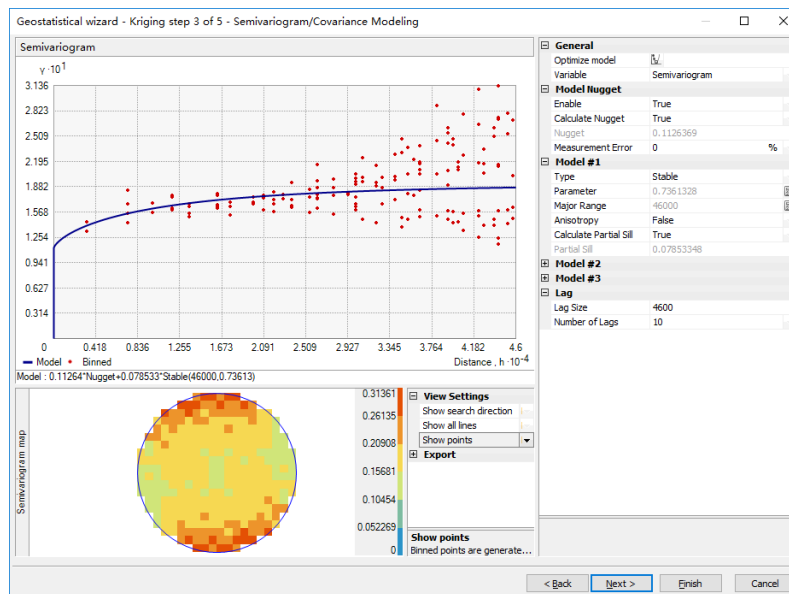 Geostatistical wizard - Kriging step 3 of 5 - Semivariogram/Covariance Modeling
Semivariogram
γ · 10¹
3.136
2.823
2.509
2.195
1.882
1.568
1.254
0.941
0.627
0.314
0 0.418 0.836 1.255 1.673 2.091 2.509 2.927 3.345 3.764 4.182 4.6
Model Binned Distance , h · 10⁻⁴
Model : 0.11264*Nugget+0.078533*Stable(46000,0.73613)
General
Optimize model
Variable Semivariogram
Model Nugget
Enable True
Calculate Nugget True
Nugget 0.1126369
Measurement Error 0 %
Model #1
Type Stable
Parameter 0.7361328
Major Range 46000
Anisotropy False
Calculate Partial Sill True
Partial Sill 0.07853348
Model #2
Model #3
Lag
Lag Size 4600
Number of Lags 10
Semivariogram map
0.31361
0.26135
0.20908
0.15681
0.10454
0.052269
0
View Settings
Show search direction
Show all lines
Show points
Export
Show points
Binned points are generate...
< Back Next > Finish Cancel